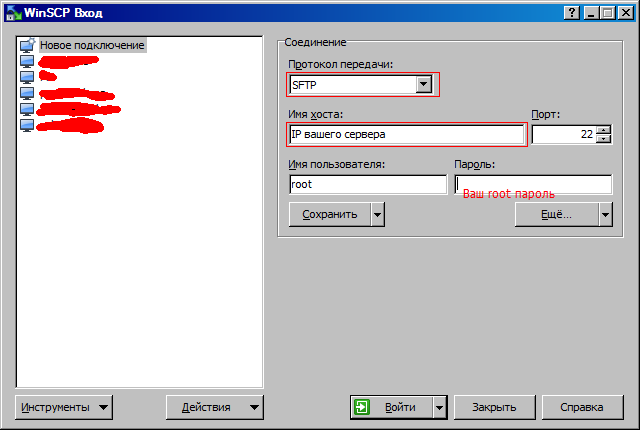 WinSCP Вход
Новое подключение
Соединение
Протокол передачи:
SFTP
Имя хоста:
Порт:
IP вашего сервера
22
Имя пользователя:
Пароль:
root
Ваш root пароль
Сохранить
Ещё...
Инструменты
Действия
Войти
Закрыть
Справка